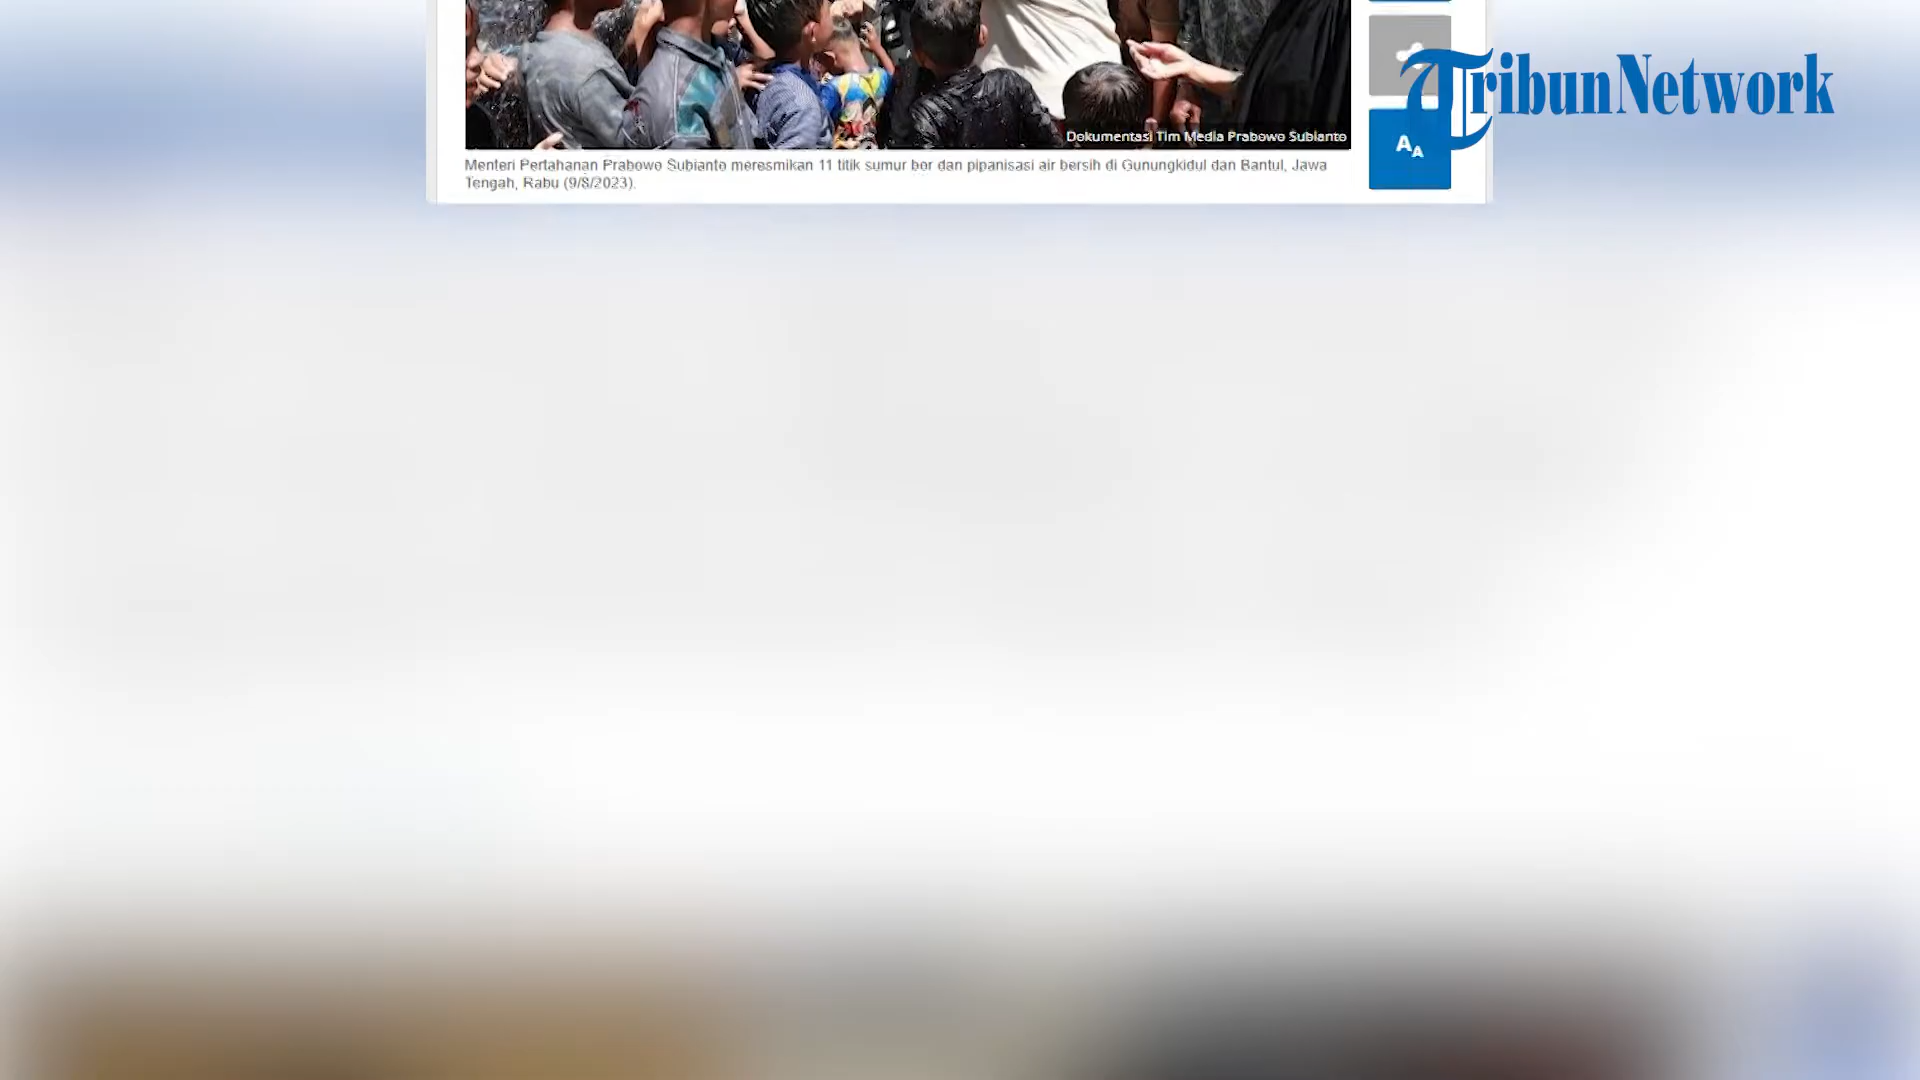 TribunNetwork
AA
Dokumentasi Tim Media Prabowo Subianto
Menteri Pertahanan Prabowo Subianto meresmikan 11 titik sumur bor dan pipanisasi air bersih di Gunungkidul dan Bantul, Jawa
Tengah, Rabu (9/8/2023).